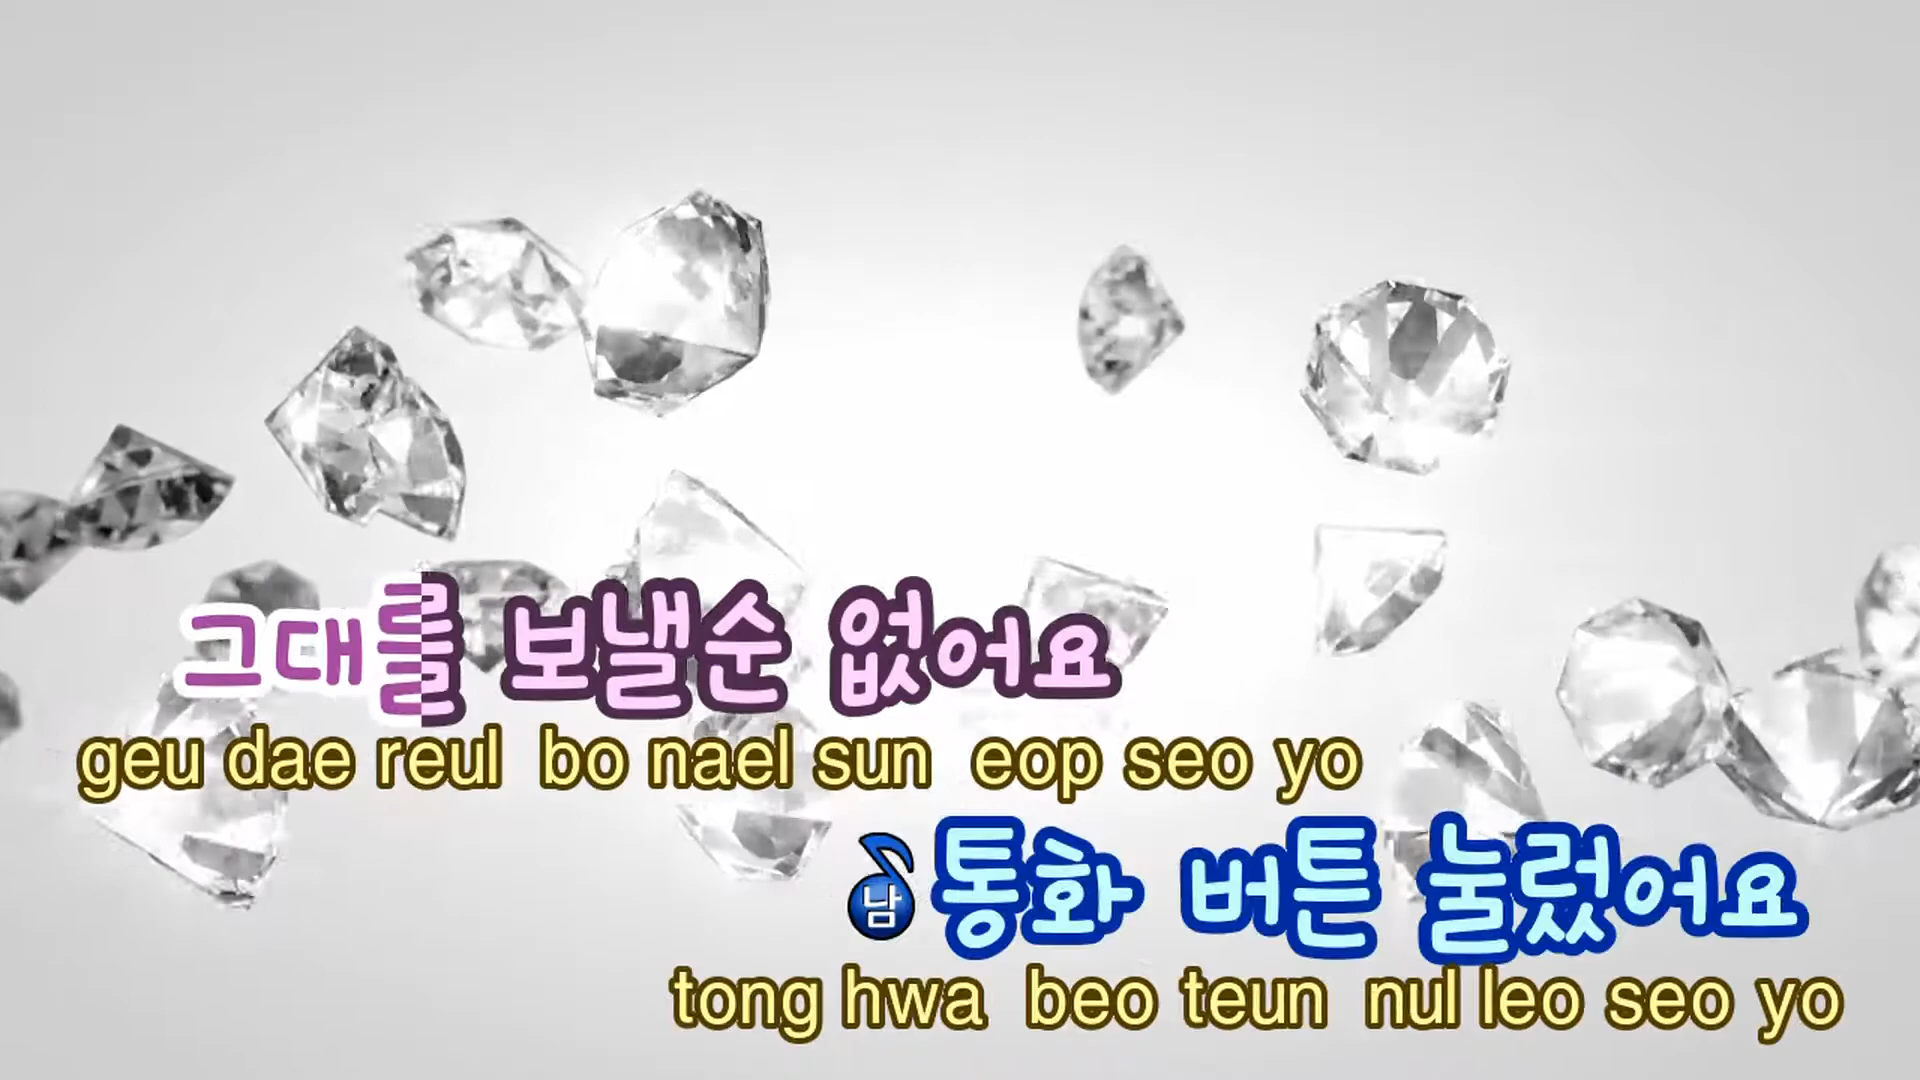 그대를 보낼순 없어요
geu dae reul bo nael sun eop seo yo
남 통화 버튼 눌렀어요
tong hwa beo teun nul leo seo yo